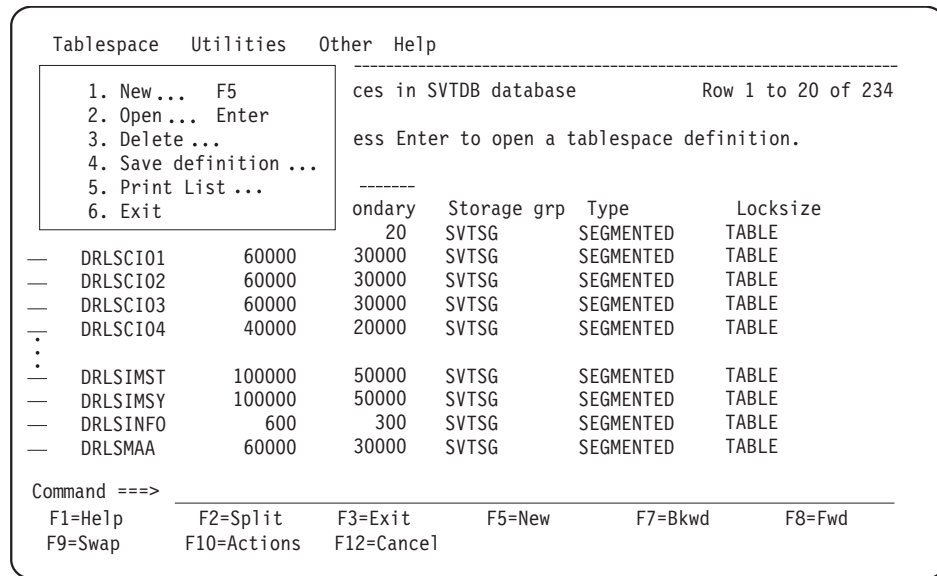 Tablespace Utilities Other Help
1. New... F5
ces in SVTDB database Row 1 to 20 of 234
2. Open... Enter
3. Delete...
ess Enter to open a tablespace definition.
4. Save definition...
5. Print List...
6. Exit
ondary Storage grp Type Locksize
20 SVTSG SEGMENTED TABLE
DRLSCI01 60000 30000 SVTSG SEGMENTED TABLE
DRLSCI02 60000 30000 SVTSG SEGMENTED TABLE
DRLSCI03 60000 30000 SVTSG SEGMENTED TABLE
DRLSCI04 40000 20000 SVTSG SEGMENTED TABLE
DRLSIMST 100000 50000 SVTSG SEGMENTED TABLE
DRLSIMSY 100000 50000 SVTSG SEGMENTED TABLE
DRLSINFO 600 300 SVTSG SEGMENTED TABLE
DRLSMAA 60000 30000 SVTSG SEGMENTED TABLE
Command ===>
F1=Help F2=Split F3=Exit F5=New F7=Bkwd F8=Fwd
F9=Swap F10=Actions F12=Cancel